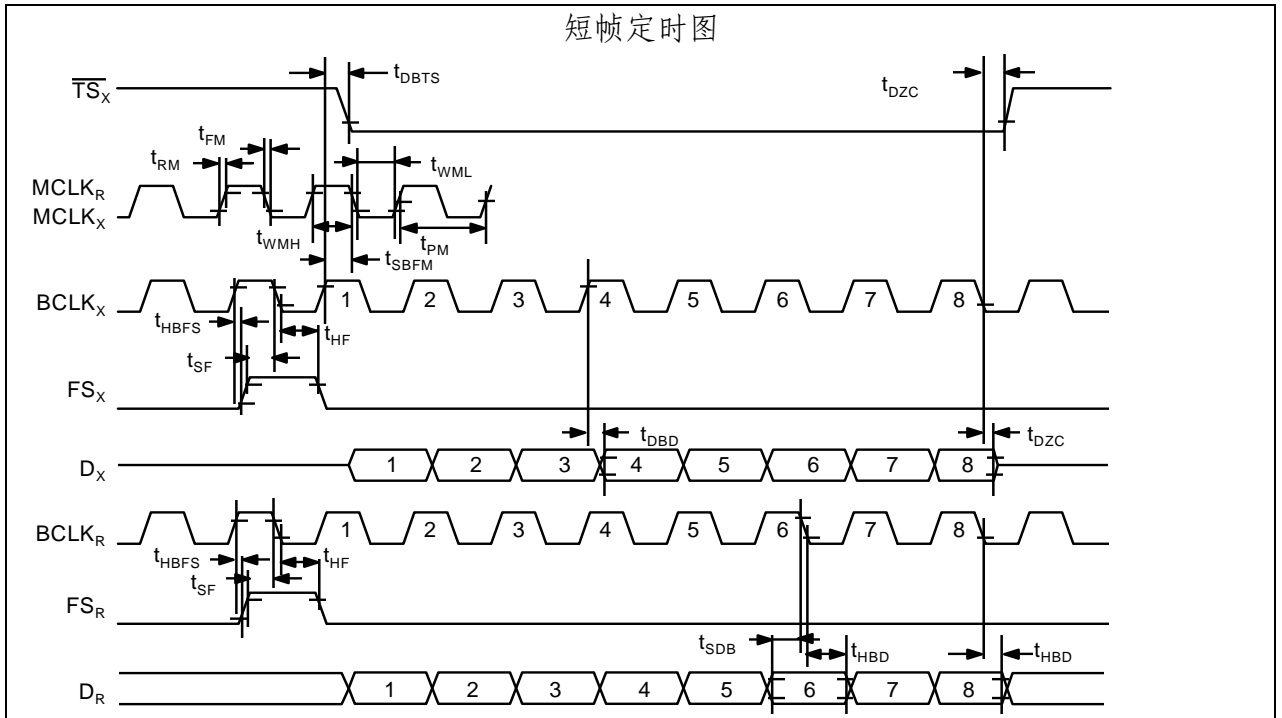 短帧定时图
TSX
tDBTS
tDZC
tFM
tRM
tWML
MCLKR
MCLKX
tWMH
tPM
tSBFM
BCLKX
1 2 3 4 5 6 7 8
tHBFS
tHF
tSF
FSX
tDBD
tDZC
DX
1 2 3 4 5 6 7 8
BCLKR
1 2 3 4 5 6 7 8
tHBFS
tHF
tSF
FSR
tSDB
tHBD
tHBD
DR
1 2 3 4 5 6 7 8